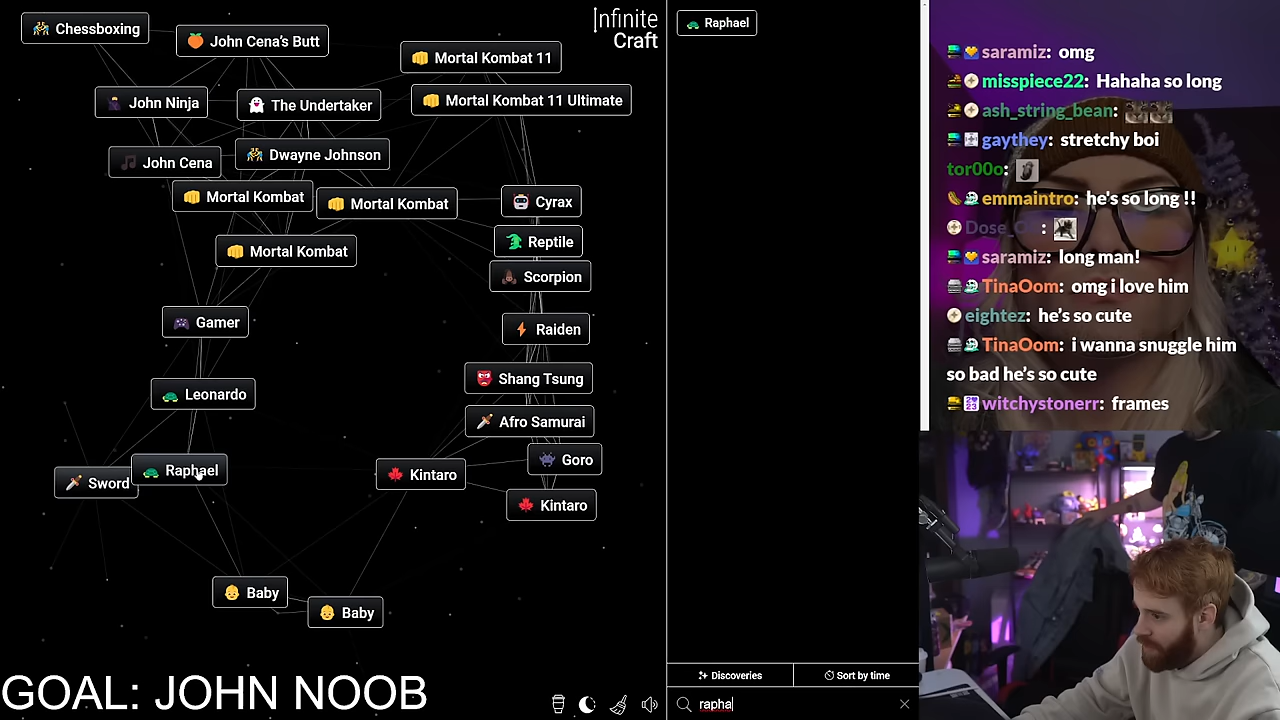 Chessboxing
John Cena's Butt
Infinite
Craft
Mortal Kombat 11
Mortal Kombat 11 Ultimate
John Ninja
The Undertaker
John Cena
Dwayne Johnson
Mortal Kombat
Mortal Kombat
Mortal Kombat
Cyrax
Reptile
Scorpion
Gamer
Raiden
Shang Tsung
Leonardo
Afro Samurai
Goro
Raphael
Sword
Kintaro
Kintaro
Baby
Baby
GOAL: JOHN NOOB
Raphael
Discoveries
Sort by time
rapha
saramiz: omg
misspiece22: Hahaha so long
ash_string_bean:
gaythey: stretchy boi
tor00o:
emmaintro: he's so long !!
saramiz: long man!
TinaOom: omg i love him
eightez: he's so cute
TinaOom: i wanna snuggle him
so bad he's so cute
witchystonerr: frames